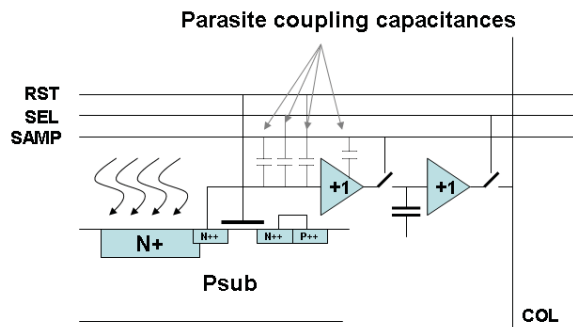 Parasite coupling capacitances
RST
SEL
SAMP
+1
+1
N+
N++
N++
P++
Psub
COL